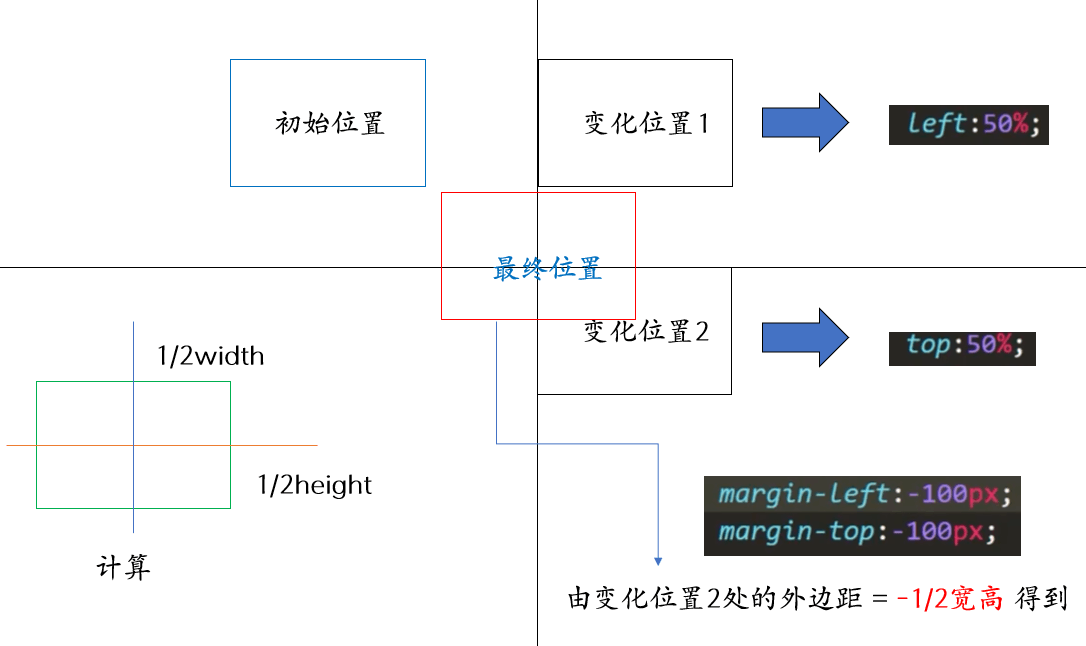 初始位置
变化位置1
left:50%;
最终位置
变化位置2
top:50%;
1/2width
1/2height
计算
margin-left:-100px;
margin-top:-100px;
由变化位置2处的外边距 = -1/2宽高 得到